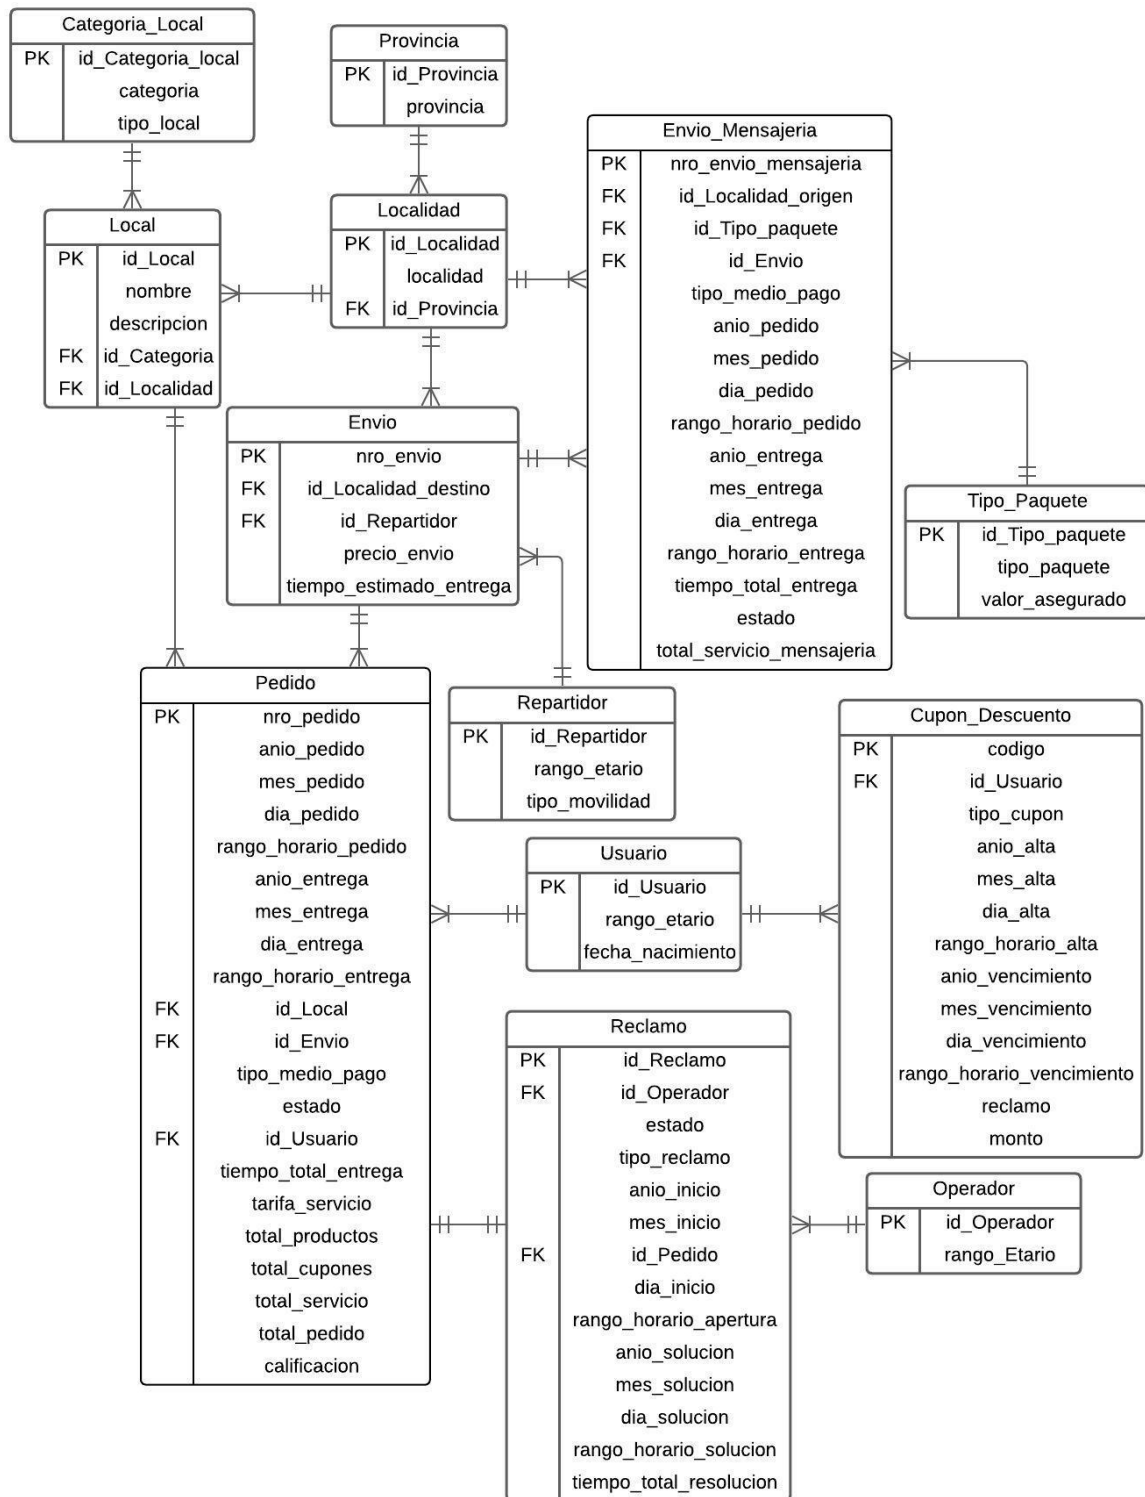 Categoria_Local
PK id_Categoria_local
categoria
tipo_local
Provincia
PK id_Provincia
provincia
Envio_Mensajeria
PK nro_envio_mensajeria
FK id_Localidad_origen
FK id_Tipo_paquete
FK id_Envio
tipo_medio_pago
anio_pedido
mes_pedido
dia_pedido
rango_horario_pedido
anio_entrega
mes_entrega
dia_entrega
rango_horario_entrega
tiempo_total_entrega
estado
total_servicio_mensajeria
Local
PK id_Local
nombre
descripcion
FK id_Categoria
FK id_Localidad
Localidad
PK id_Localidad
localidad
FK id_Provincia
Envio
PK nro_envio
FK id_Localidad_destino
FK id_Repartidor
precio_envio
tiempo_estimado_entrega
Tipo_Paquete
PK id_Tipo_paquete
tipo_paquete
valor_asegurado
Pedido
PK nro_pedido
anio_pedido
mes_pedido
dia_pedido
rango_horario_pedido
anio_entrega
mes_entrega
dia_entrega
rango_horario_entrega
FK id_Local
FK id_Envio
tipo_medio_pago
estado
FK id_Usuario
tiempo_total_entrega
tarifa_servicio
total_productos
total_cupones
total_servicio
total_pedido
calificacion
Repartidor
PK id_Repartidor
rango_etario
tipo_movilidad
Cupon_Descuento
PK codigo
FK id_Usuario
tipo_cupon
anio_alta
mes_alta
dia_alta
rango_horario_alta
anio_vencimiento
mes_vencimiento
dia_vencimiento
rango_horario_vencimiento
reclamo
monto
Usuario
PK id_Usuario
rango_etario
fecha_nacimiento
Reclamo
PK id_Reclamo
FK id_Operador
estado
tipo_reclamo
anio_inicio
mes_inicio
FK id_Pedido
dia_inicio
rango_horario_apertura
anio_solucion
mes_solucion
dia_solucion
rango_horario_solucion
tiempo_total_resolucion
Operador
PK id_Operador
rango_Etario